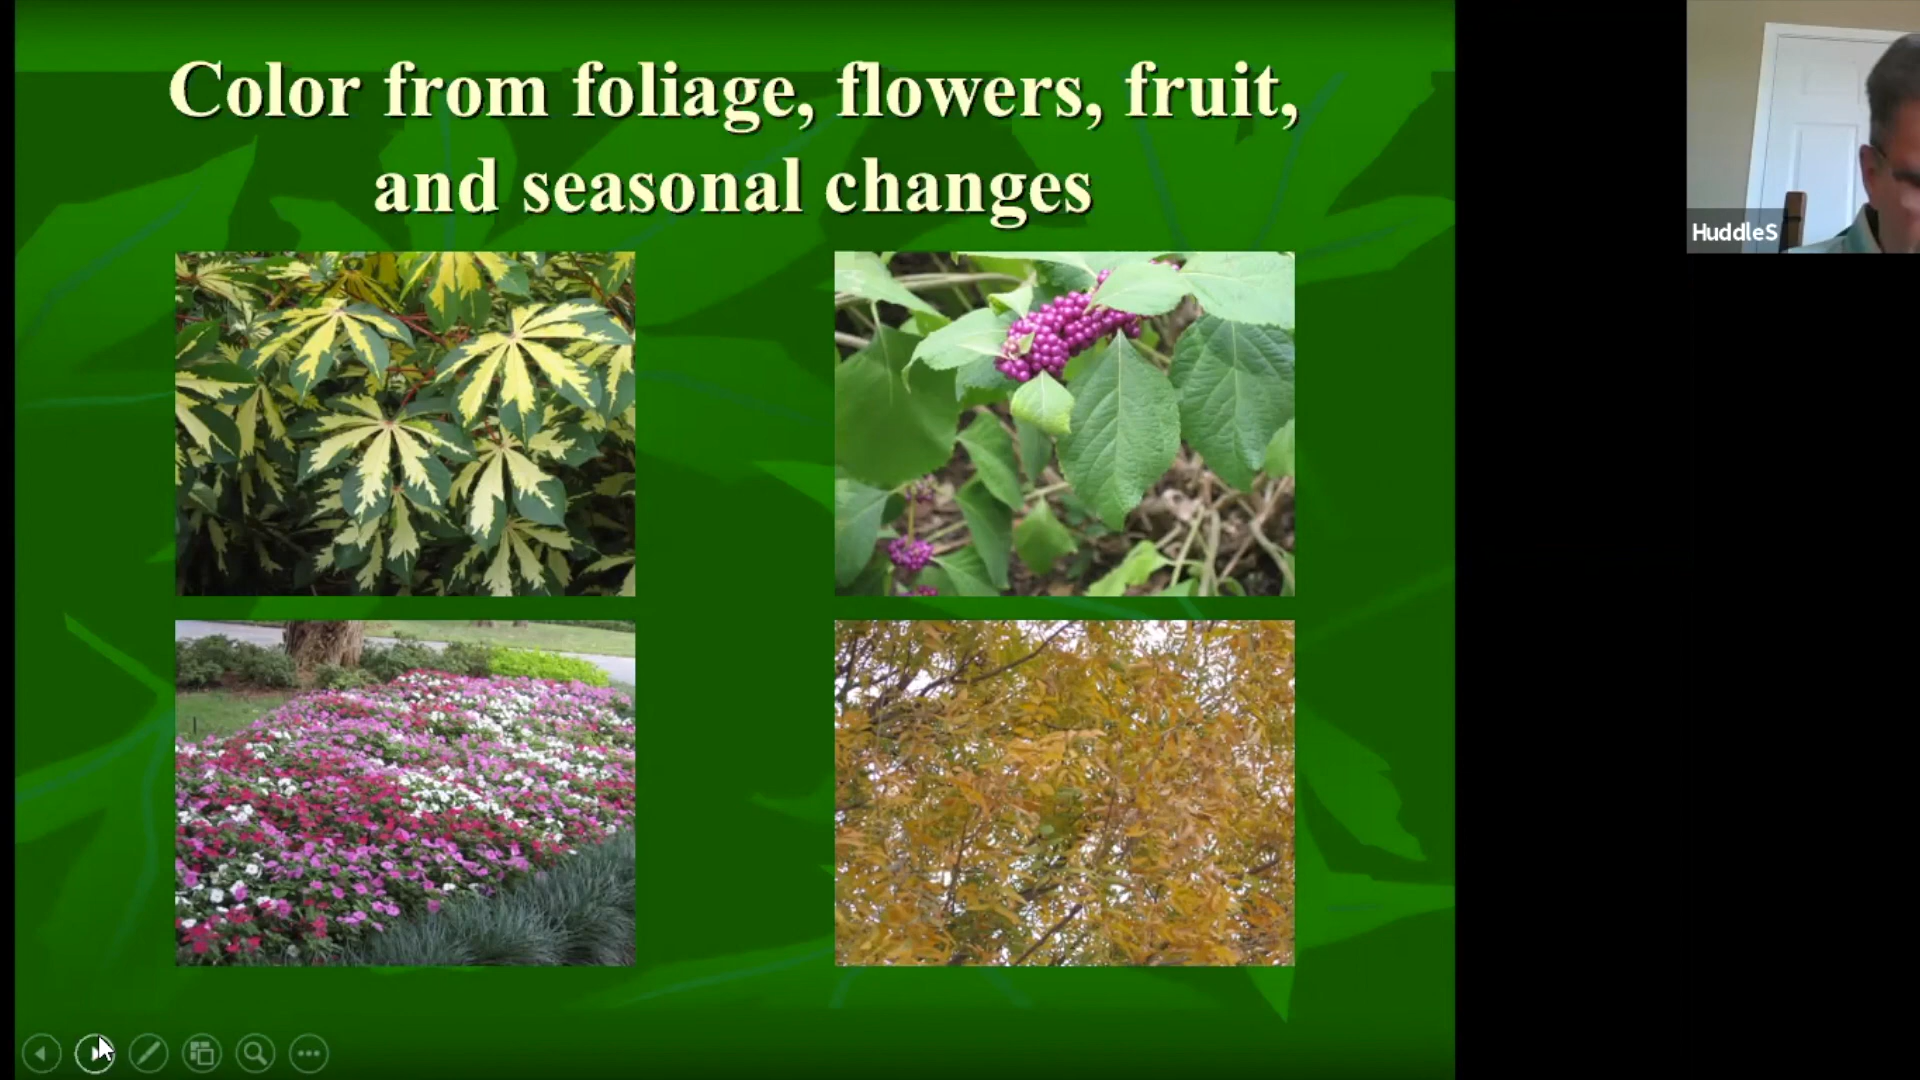 Color from foliage, flowers, fruit,
and seasonal changes
HuddleS